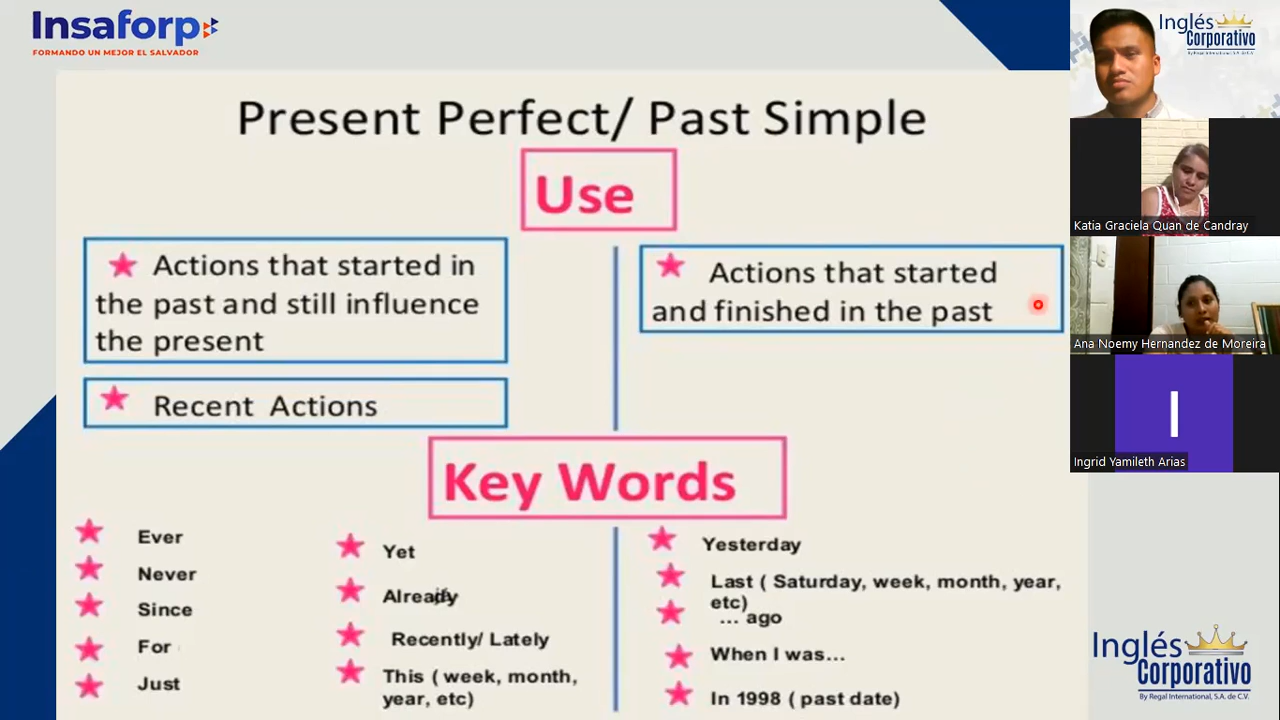 Insaforp
FORMANDO UN MEJOR EL SALVADOR
Present Perfect/ Past Simple
Use
Actions that started in
the past and still influence
the present
Recent Actions
Actions that started
and finished in the past
Key Words
Ever
Never
Since
For
Just
Yet
Already
Recently/ Lately
This ( week, month,
year, etc)
Yesterday
Last ( Saturday, week, month, year,
etc)
... ago
When I was...
In 1998 ( past date)
Inglés
Corporativo
By Regal International, S.A. de C.V.
Katia Graciela Quan de Candray
Ana Noemy Hernandez de Moreira
I
Ingrid Yamileth Arias
Inglés
Corporativo
By Regal International, S.A. de C.V.